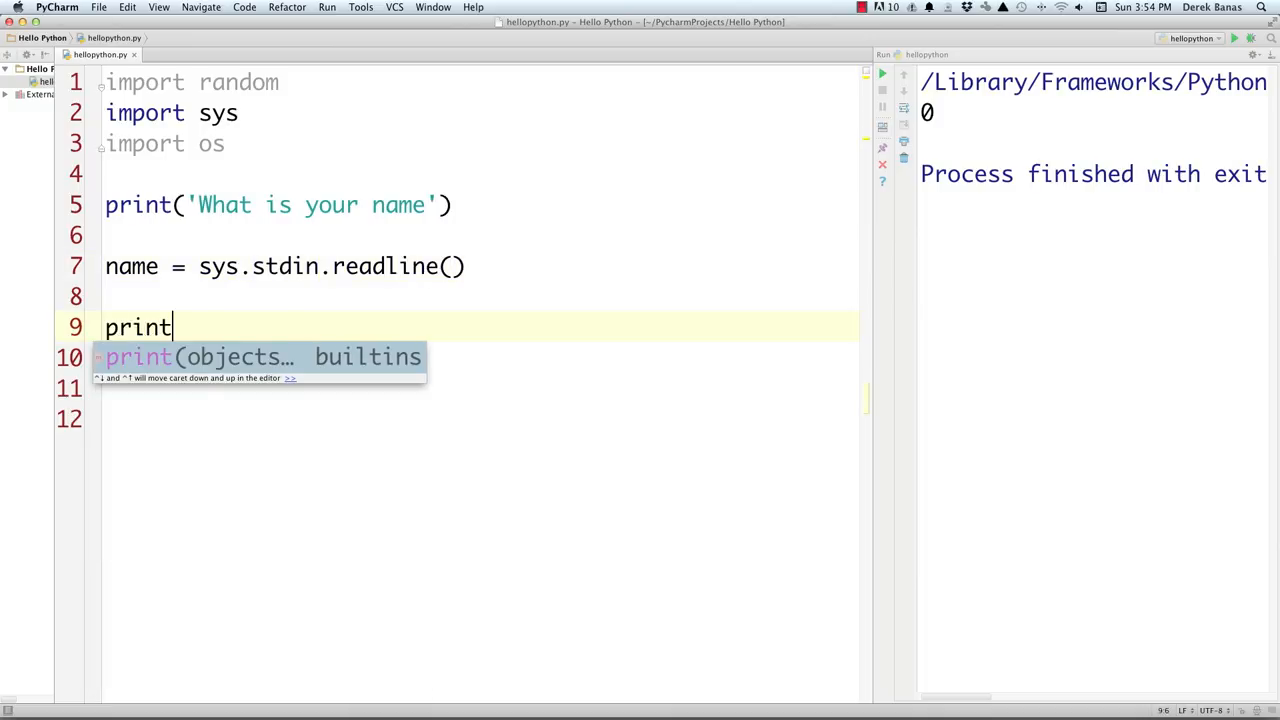 PyCharm File Edit View Navigate Code Refactor Run Tools VCS Window Help 10 Sun 3:54 PM Derek Banas
hellopython.py – Hello Python – [~/PycharmProjects/Hello Python]
Hello Python hellopython.py hellopython
hellopython.py Run hellopython
Hello P
hell
Externa
1 import random
2 import sys
3 import os
4
5 print('What is your name')
6
7 name = sys.stdin.readline()
8
9 print
10 print(objects… builtins
^↓ and ^↑ will move caret down and up in the editor >>
11
12
/Library/Frameworks/Python
0
Process finished with exit
9:6 LF UTF-8